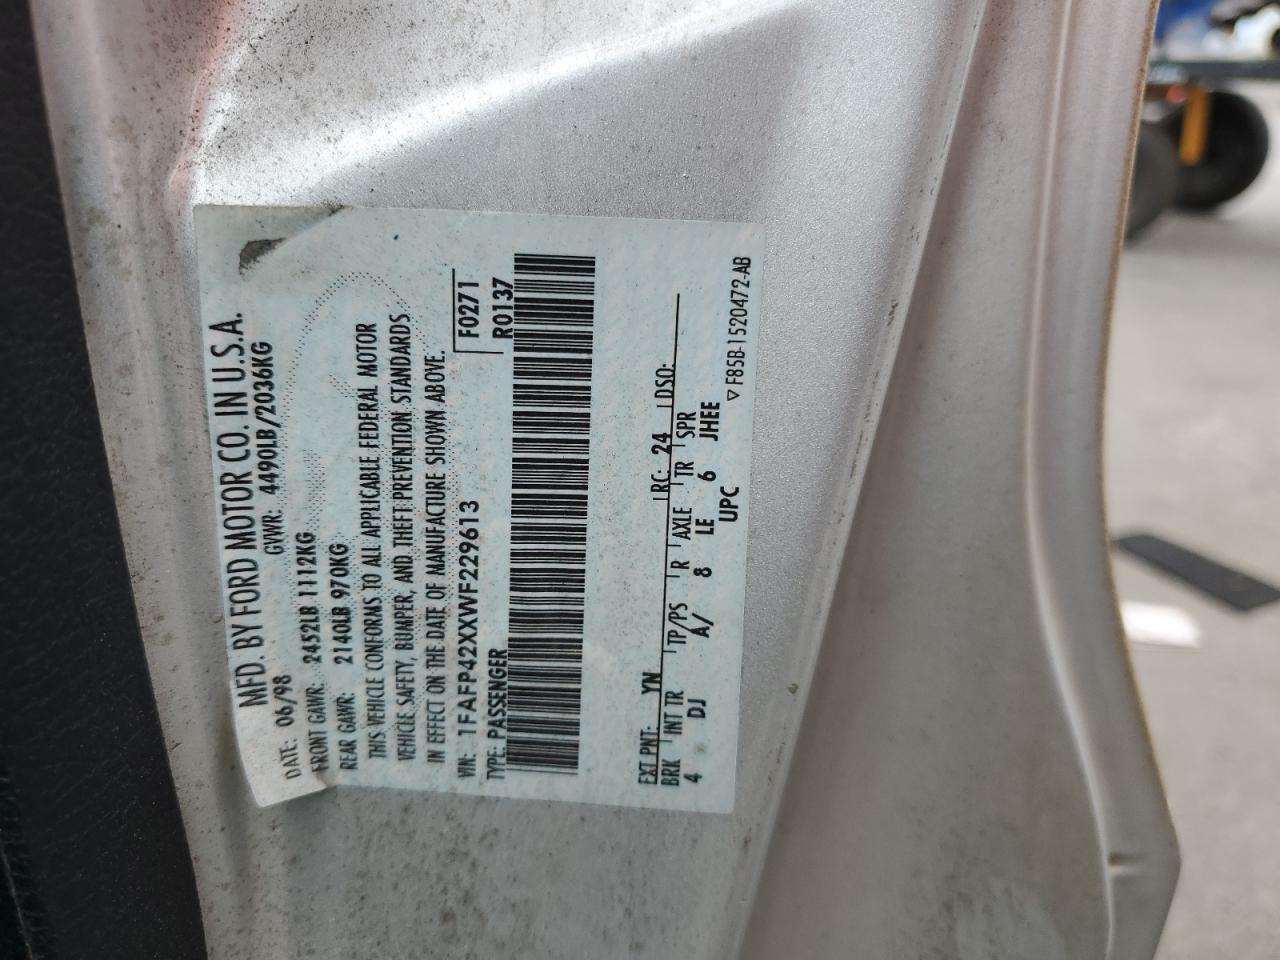 MFD. BY FORD MOTOR CO. IN U.S.A.
DATE: 06/98 GVWR: 4490LB/2036KG
FRONT GAWR: 2452LB 1112KG
REAR GAWR: 2140LB 970KG
THIS VEHICLE CONFORMS TO ALL APPLICABLE FEDERAL MOTOR
VEHICLE SAFETY, BUMPER, AND THEFT PREVENTION STANDARDS
IN EFFECT ON THE DATE OF MANUFACTURE SHOWN ABOVE.
VIN: 1FAFP42XXWF229613 F0271
TYPE: PASSENGER R0137
EXT PNT: YN RC: 24 DSO:
BRK INT TR TP/PS R AXLE TR SPR
4 DJ A/ 8 LE 6 JHEE
UPC
▽ F85B-1520472-AB